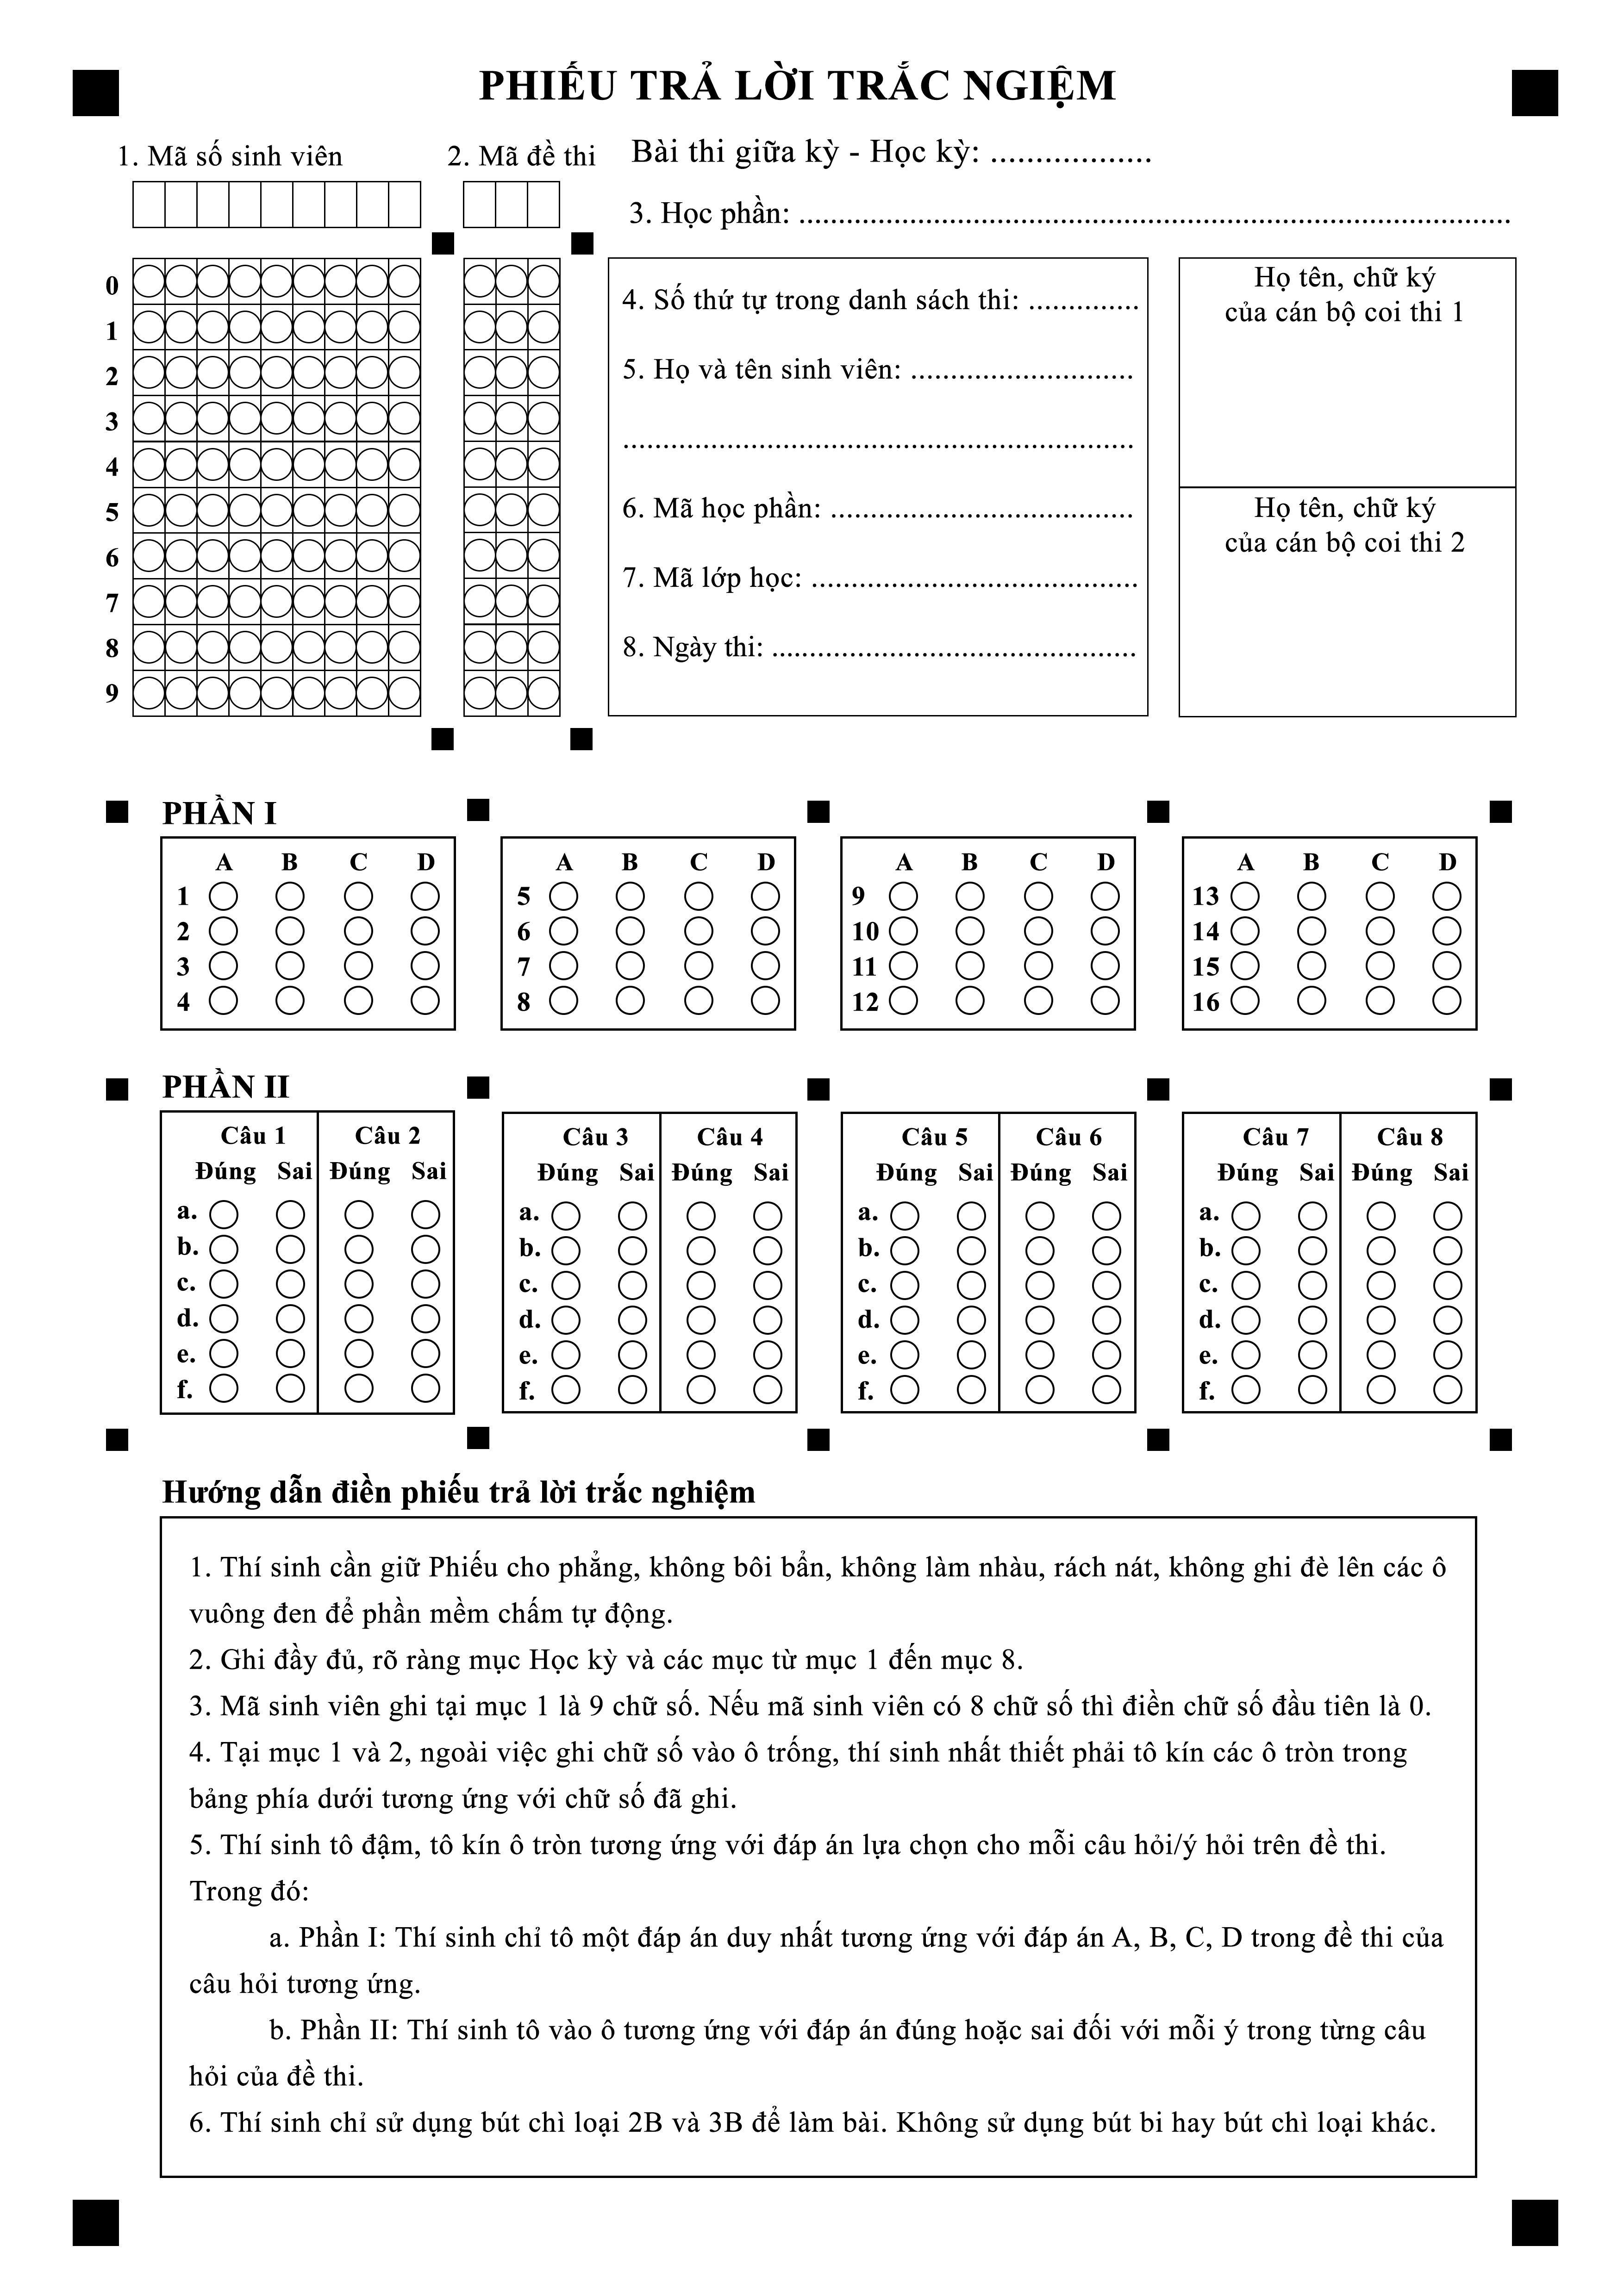 PHIẾU TRẢ LỜI TRẮC NGIỆM
1. Mã số sinh viên
2. Mã đề thi
Bài thi giữa kỳ - Học kỳ: ..................
3. Học phần: ..........................................................................................
0
1
2
3
4
5
6
7
8
9
4. Số thứ tự trong danh sách thi: ..............
5. Họ và tên sinh viên: ............................
................................................................
6. Mã học phần: ......................................
7. Mã lớp học: .........................................
8. Ngày thi: ..............................................
Họ tên, chữ ký
của cán bộ coi thi 1
Họ tên, chữ ký
của cán bộ coi thi 2
PHẦN I
A B C D
1
2
3
4
A B C D
5
6
7
8
A B C D
9
10
11
12
A B C D
13
14
15
16
PHẦN II
Câu 1 Câu 2
Đúng Sai Đúng Sai
a.
b.
c.
d.
e.
f.
Câu 3 Câu 4
Đúng Sai Đúng Sai
a.
b.
c.
d.
e.
f.
Câu 5 Câu 6
Đúng Sai Đúng Sai
a.
b.
c.
d.
e.
f.
Câu 7 Câu 8
Đúng Sai Đúng Sai
a.
b.
c.
d.
e.
f.
Hướng dẫn điền phiếu trả lời trắc nghiệm
1. Thí sinh cần giữ Phiếu cho phẳng, không bôi bẩn, không làm nhàu, rách nát, không ghi đè lên các ô
vuông đen để phần mềm chấm tự động.
2. Ghi đầy đủ, rõ ràng mục Học kỳ và các mục từ mục 1 đến mục 8.
3. Mã sinh viên ghi tại mục 1 là 9 chữ số. Nếu mã sinh viên có 8 chữ số thì điền chữ số đầu tiên là 0.
4. Tại mục 1 và 2, ngoài việc ghi chữ số vào ô trống, thí sinh nhất thiết phải tô kín các ô tròn trong
bảng phía dưới tương ứng với chữ số đã ghi.
5. Thí sinh tô đậm, tô kín ô tròn tương ứng với đáp án lựa chọn cho mỗi câu hỏi/ý hỏi trên đề thi.
Trong đó:
a. Phần I: Thí sinh chỉ tô một đáp án duy nhất tương ứng với đáp án A, B, C, D trong đề thi của
câu hỏi tương ứng.
b. Phần II: Thí sinh tô vào ô tương ứng với đáp án đúng hoặc sai đối với mỗi ý trong từng câu
hỏi của đề thi.
6. Thí sinh chỉ sử dụng bút chì loại 2B và 3B để làm bài. Không sử dụng bút bi hay bút chì loại khác.